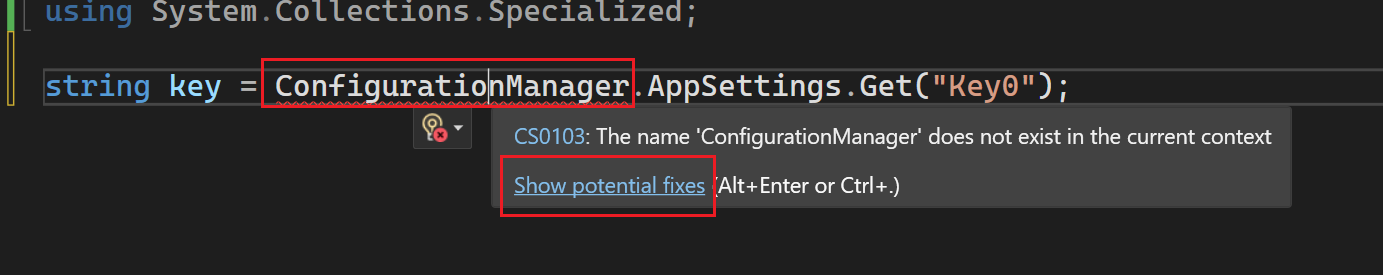 using System.Collections.Specialized;
string key = ConfigurationManager.AppSettings.Get("Key0");
CS0103: The name 'ConfigurationManager' does not exist in the current context
Show potential fixes (Alt+Enter or Ctrl+.)